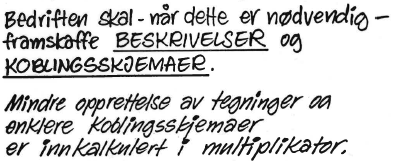 Bedriften skal - når dette er nødvendig -
framskaffe BESKRIVELSER og
KOBLINGSSKJEMAER.
Mindre opprettelse av tegninger og
enklere koblingsskjemaer
er innkalkulert i multiplikator.